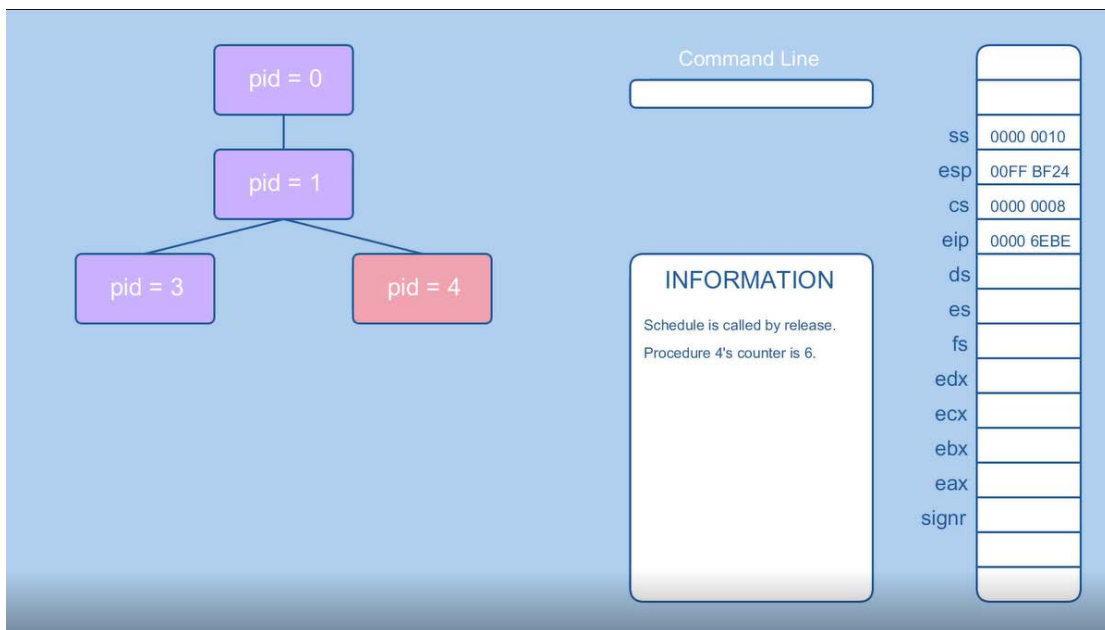 pid = 0
pid = 1
pid = 3
pid = 4
Command Line
INFORMATION
Schedule is called by release.
Procedure 4's counter is 6.
ss 0000 0010
esp 00FF BF24
cs 0000 0008
eip 0000 6EBE
ds
es
fs
edx
ecx
ebx
eax
signr